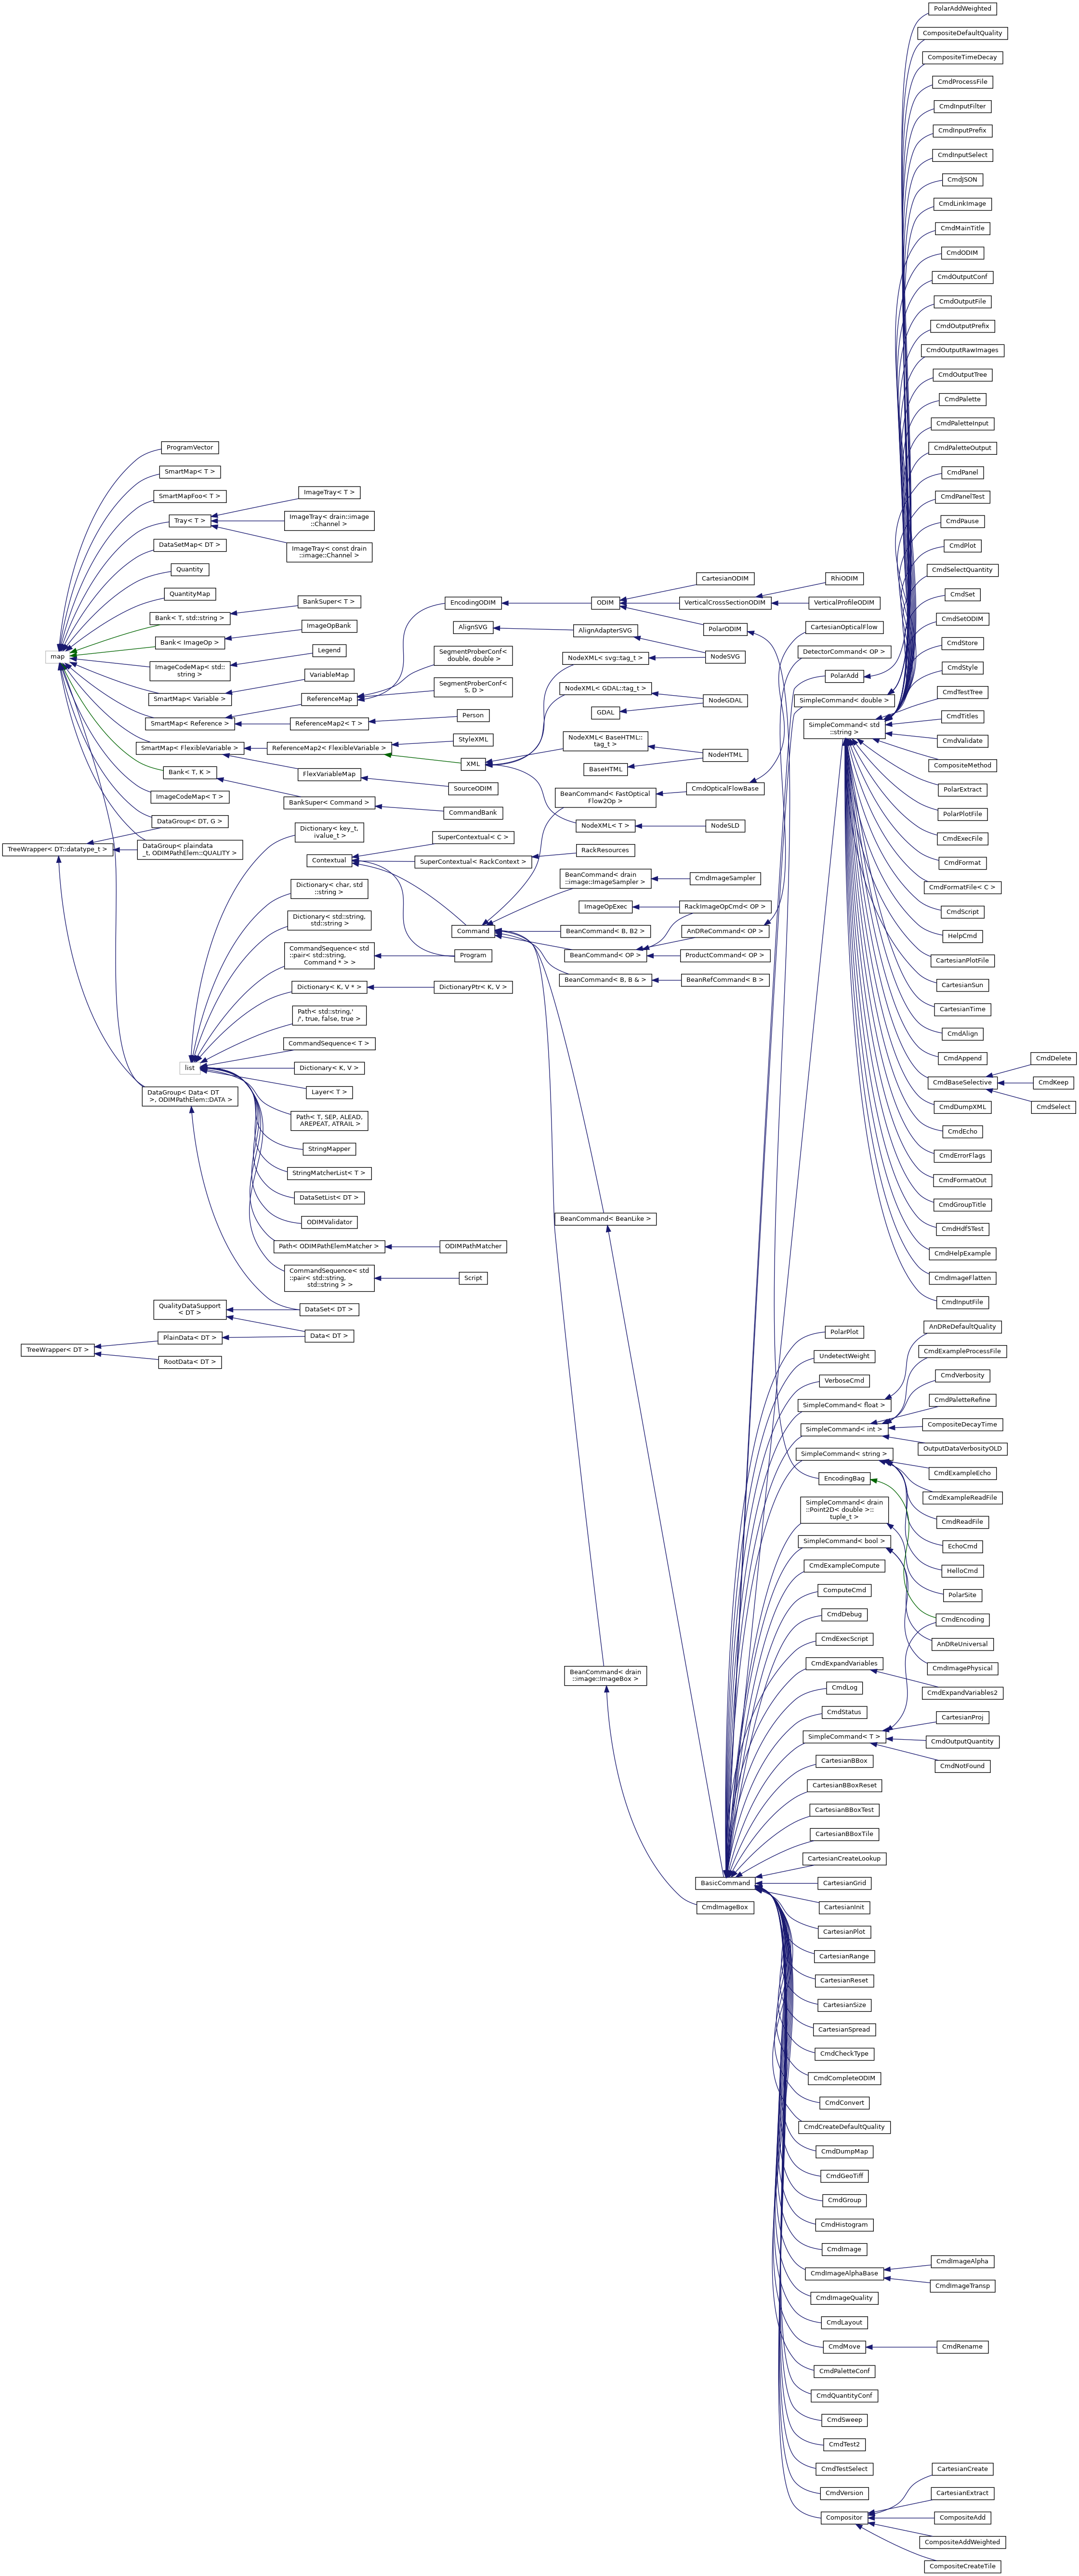 PolarAddWeighted
CompositeDefaultQuality
CompositeTimeDecay
CmdProcessFile
CmdInputFilter
CmdInputPrefix
CmdInputSelect
CmdJSON
CmdLinkImage
CmdMainTitle
CmdODIM
CmdOutputConf
CmdOutputFile
CmdOutputPrefix
CmdOutputRawImages
CmdOutputTree
CmdPalette
CmdPaletteInput
CmdPaletteOutput
CmdPanel
CmdPanelTest
CmdPause
CmdPlot
CmdSelectQuantity
CmdSet
CmdSetODIM
CmdStore
CmdStyle
CmdTestTree
CmdTitles
CmdValidate
CompositeMethod
PolarExtract
PolarPlotFile
CmdExecFile
CmdFormat
CmdFormatFile< C >
CmdScript
HelpCmd
CartesianPlotFile
CartesianSun
CartesianTime
CmdAlign
CmdAppend
CmdBaseSelective
CmdDumpXML
CmdEcho
CmdErrorFlags
CmdFormatOut
CmdGroupTitle
CmdHdf5Test
CmdHelpExample
CmdImageFlatten
CmdInputFile
CmdDelete
CmdKeep
CmdSelect
ProgramVector
SmartMap< T >
SmartMapFoo< T >
Tray< T >
DataSetMap< DT >
Quantity
QuantityMap
Bank< T, std::string >
Bank< ImageOp >
ImageCodeMap< std::
string >
SmartMap< Variable >
SmartMap< Reference >
SmartMap< FlexibleVariable >
Bank< T, K >
ImageCodeMap< T >
DataGroup< DT, G >
DataGroup< plaindata
_t, ODIMPathElem::QUALITY >
map
TreeWrapper< DT::datatype_t >
ImageTray< T >
ImageTray< drain::image
::Channel >
ImageTray< const drain
::image::Channel >
BankSuper< T >
ImageOpBank
Legend
VariableMap
ReferenceMap
ReferenceMap2< T >
ReferenceMap2< FlexibleVariable >
FlexVariableMap
BankSuper< Command >
EncodingODIM
AlignSVG
SegmentProberConf<
double, double >
SegmentProberConf<
S, D >
Person
StyleXML
XML
SourceODIM
CommandBank
ODIM
AlignAdapterSVG
NodeXML< svg::tag_t >
NodeXML< GDAL::tag_t >
GDAL
NodeXML< BaseHTML::
tag_t >
BaseHTML
BeanCommand< FastOptical
Flow2Op >
NodeXML< T >
CartesianODIM
VerticalCrossSectionODIM
PolarODIM
NodeSVG
NodeGDAL
NodeHTML
CmdOpticalFlowBase
NodeSLD
RhiODIM
VerticalProfileODIM
CartesianOpticalFlow
DetectorCommand< OP >
PolarAdd
SimpleCommand< double >
SimpleCommand< std
::string >
Dictionary< key_t,
ivalue_t >
Contextual
Dictionary< char, std
::string >
Dictionary< std::string,
std::string >
CommandSequence< std
::pair< std::string,
Command * > >
Dictionary< K, V * >
Path< std::string,'
/', true, false, true >
CommandSequence< T >
Dictionary< K, V >
Layer< T >
Path< T, SEP, ALEAD,
AREPEAT, ATRAIL >
StringMapper
StringMatcherList< T >
DataSetList< DT >
ODIMValidator
Path< ODIMPathElemMatcher >
CommandSequence< std
::pair< std::string,
std::string > >
DataSet< DT >
Data< DT >
list
DataGroup< Data< DT
>, ODIMPathElem::DATA >
QualityDataSupport
< DT >
PlainData< DT >
RootData< DT >
TreeWrapper< DT >
SuperContextual< C >
SuperContextual< RackContext >
Command
Program
DictionaryPtr< K, V >
ODIMPathMatcher
Script
RackResources
BeanCommand< drain
::image::ImageSampler >
ImageOpExec
BeanCommand< B, B2 >
BeanCommand< OP >
BeanCommand< B, B & >
CmdImageSampler
RackImageOpCmd< OP >
AnDReCommand< OP >
ProductCommand< OP >
BeanRefCommand< B >
BeanCommand< BeanLike >
BeanCommand< drain
::image::ImageBox >
BasicCommand
CmdImageBox
PolarPlot
UndetectWeight
VerboseCmd
SimpleCommand< float >
SimpleCommand< int >
SimpleCommand< string >
EncodingBag
SimpleCommand< drain
::Point2D< double >::
tuple_t >
SimpleCommand< bool >
CmdExampleCompute
ComputeCmd
CmdDebug
CmdExecScript
CmdExpandVariables
CmdLog
CmdStatus
SimpleCommand< T >
CartesianBBox
CartesianBBoxReset
CartesianBBoxTest
CartesianBBoxTile
CartesianCreateLookup
CartesianGrid
CartesianInit
CartesianPlot
CartesianRange
CartesianReset
CartesianSize
CartesianSpread
CmdCheckType
CmdCompleteODIM
CmdConvert
CmdCreateDefaultQuality
CmdDumpMap
CmdGeoTiff
CmdGroup
CmdHistogram
CmdImage
CmdImageAlphaBase
CmdImageQuality
CmdLayout
CmdMove
CmdPaletteConf
CmdQuantityConf
CmdSweep
CmdTest2
CmdTestSelect
CmdVersion
Compositor
AnDReDefaultQuality
CmdExampleProcessFile
CmdVerbosity
CmdPaletteRefine
CompositeDecayTime
OutputDataVerbosityOLD
CmdExampleEcho
CmdExampleReadFile
CmdReadFile
EchoCmd
HelloCmd
PolarSite
CmdEncoding
AnDReUniversal
CmdImagePhysical
CmdExpandVariables2
CartesianProj
CmdOutputQuantity
CmdNotFound
CmdImageAlpha
CmdImageTransp
CmdRename
CartesianCreate
CartesianExtract
CompositeAdd
CompositeAddWeighted
CompositeCreateTile